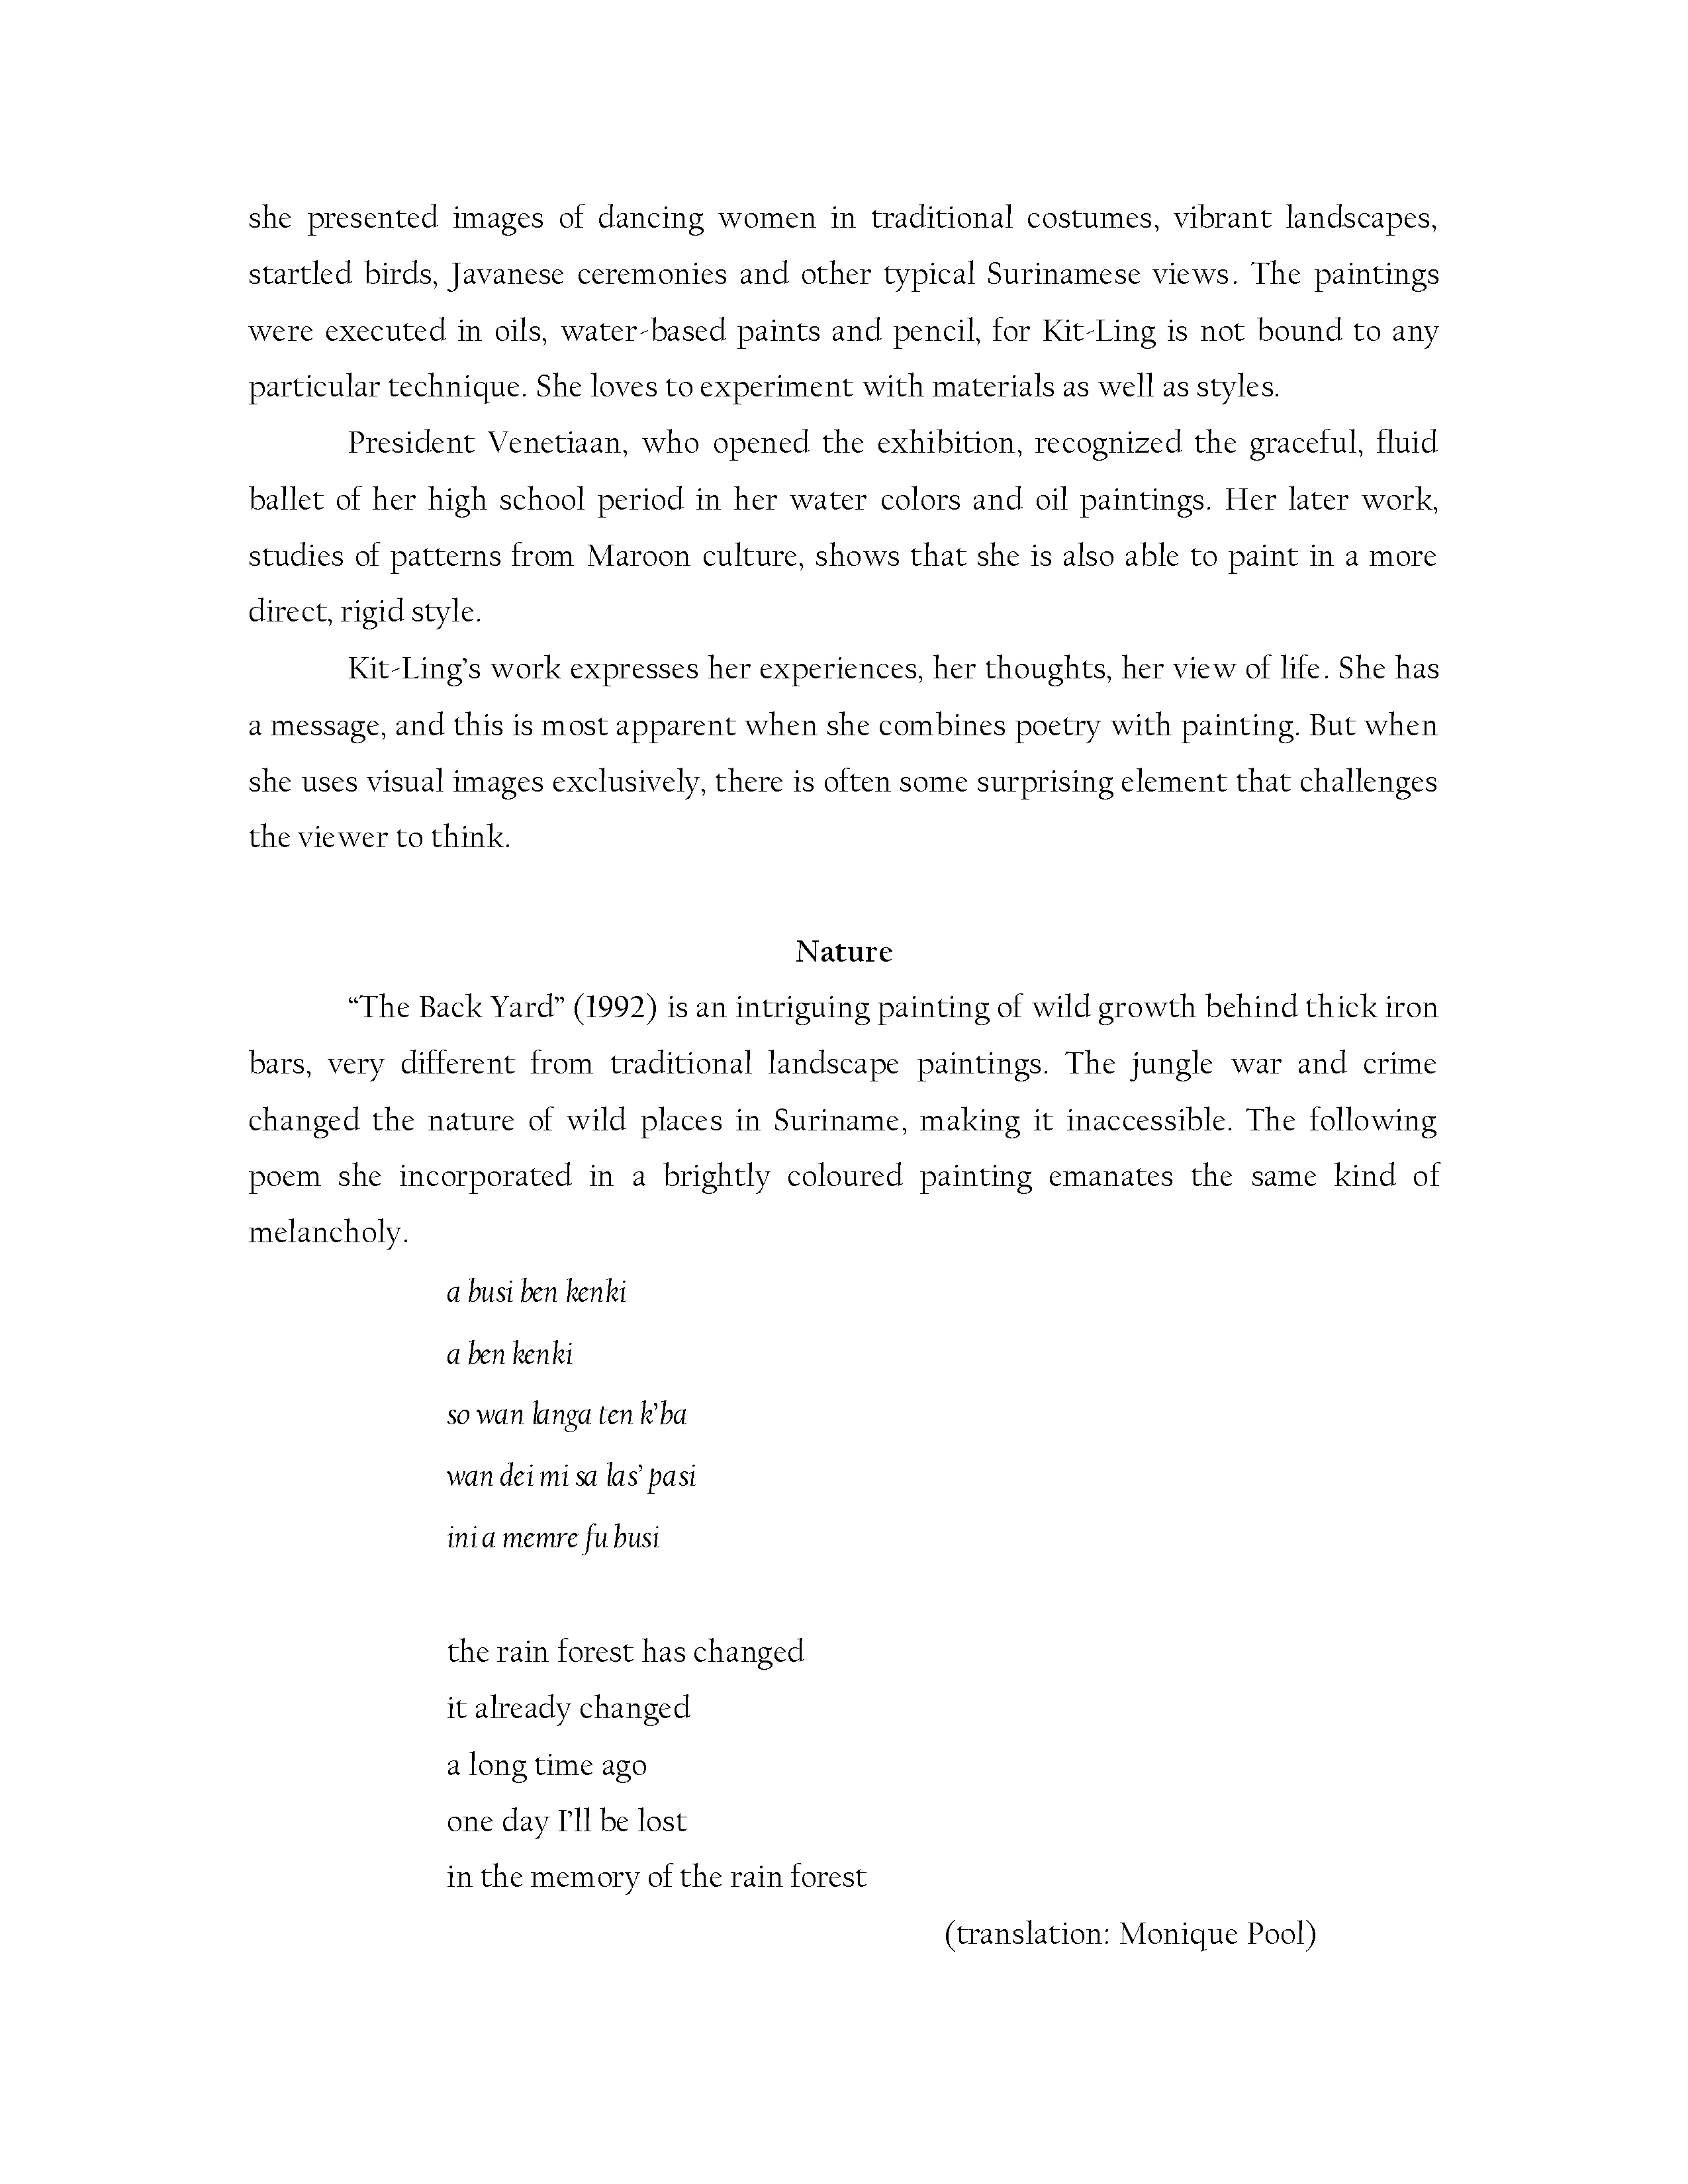 she presented images of dancing women in traditional costumes, vibrant landscapes,
startled birds, Javanese ceremonies and other typical Surinamese views. The paintings
were executed in oils, water-based paints and pencil, for Kit-Ling is not bound to any
particular technique. She loves to experiment with materials as well as styles.
President Venetiaan, who opened the exhibition, recognized the graceful, fluid
ballet of her high school period in her water colors and oil paintings. Her later work,
studies of patterns from Maroon culture, shows that she is also able to paint in a more
direct, rigid style.
Kit-Ling’s work expresses her experiences, her thoughts, her view of life. She has
a message, and this is most apparent when she combines poetry with painting. But when
she uses visual images exclusively, there is often some surprising element that challenges
the viewer to think.
Nature
“The Back Yard” (1992) is an intriguing painting of wild growth behind thick iron
bars, very different from traditional landscape paintings. The jungle war and crime
changed the nature of wild places in Suriname, making it inaccessible. The following
poem she incorporated in a brightly coloured painting emanates the same kind of
melancholy.
a busi ben kenki
a ben kenki
so wan langa ten k’ba
wan dei mi sa las’ pasi
ini a memre fu busi
the rain forest has changed
it already changed
a long time ago
one day I’ll be lost
in the memory of the rain forest
(translation: Monique Pool)